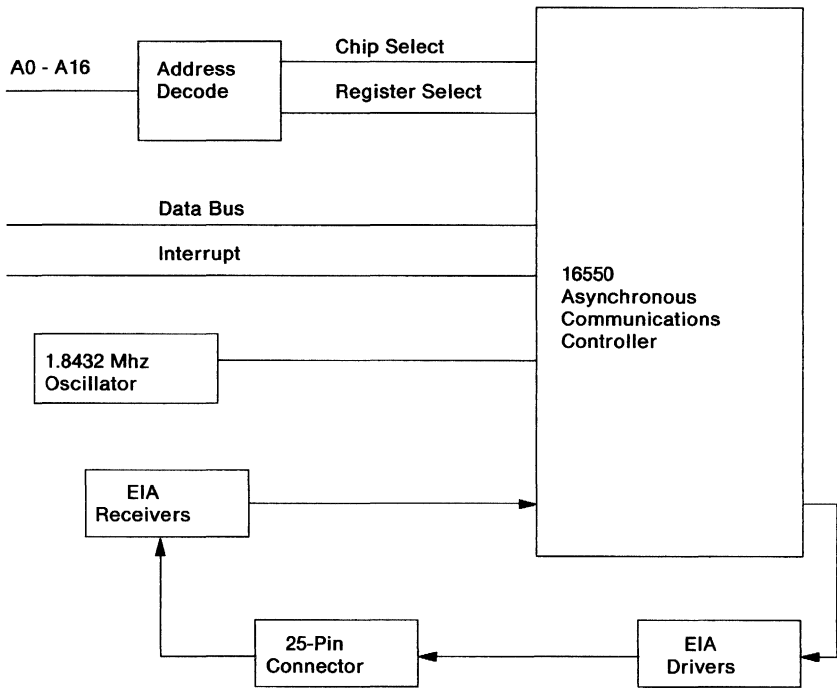 Chip Select
A0 - A16
Address
Decode
Register Select
Data Bus
Interrupt
16550
Asynchronous
Communications
Controller
1.8432 Mhz
Oscillator
EIA
Receivers
25-Pin
Connector
EIA
Drivers